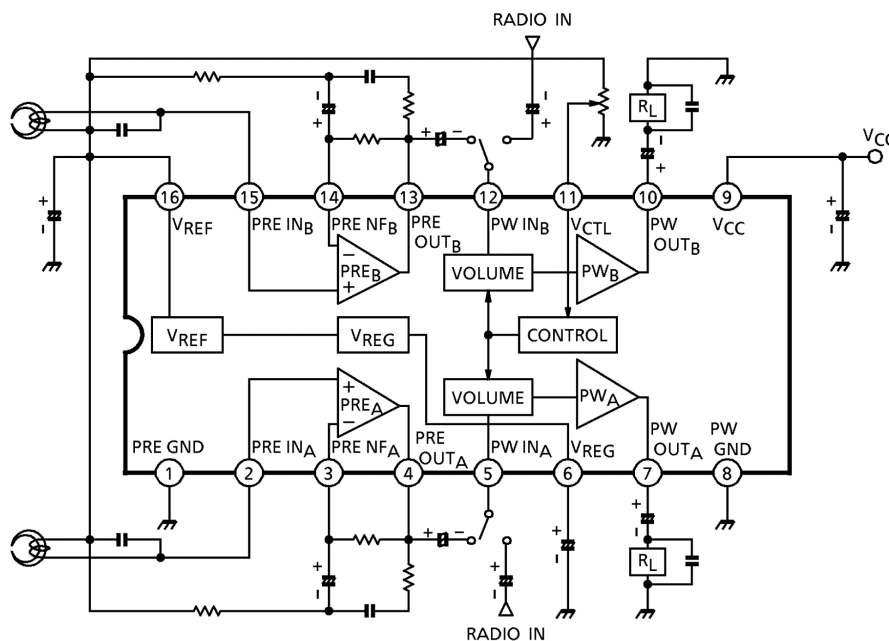 RADIO IN
RL
VCC
+
-
16 15 14 13 12 11 10 9
VREF PRE INB PRE NFB PRE OUTB PW INB VCTL PW OUTB VCC
PREB
VOLUME
PWB
VREF
VREG
CONTROL
PREA
VOLUME
PWA
PRE GND PRE INA PRE NFA PRE OUTA PW INA VREG PW OUTA PW GND
1 2 3 4 5 6 7 8
RL
RADIO IN